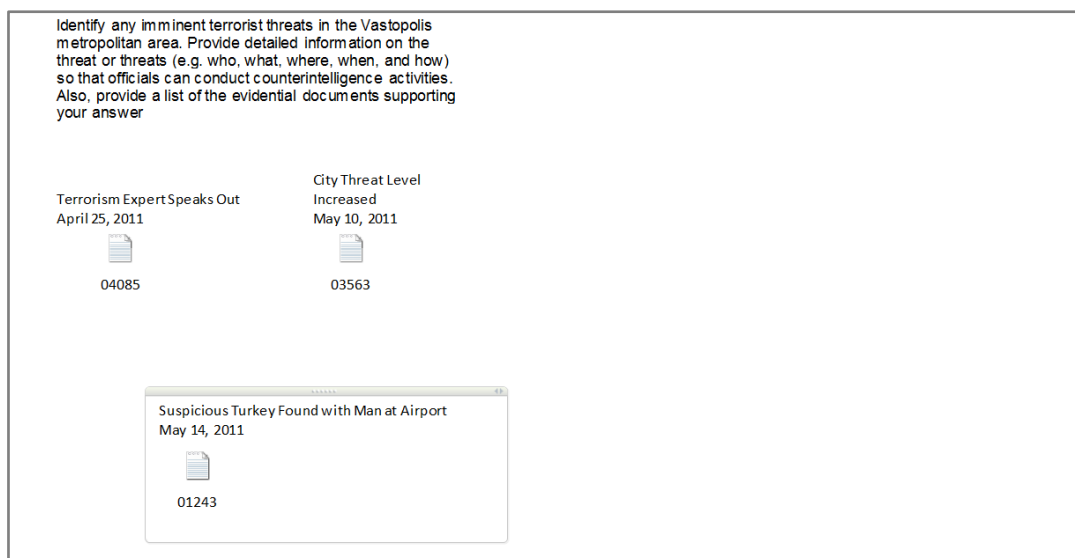 Identify any imminent terrorist threats in the Vastopolis
metropolitan area. Provide detailed information on the
threat or threats (e.g. who, what, where, when, and how)
so that officials can conduct counterintelligence activities.
Also, provide a list of the evidential documents supporting
your answer
Terrorism Expert Speaks Out
April 25, 2011
04085
City Threat Level
Increased
May 10, 2011
03563
Suspicious Turkey Found with Man at Airport
May 14, 2011
01243